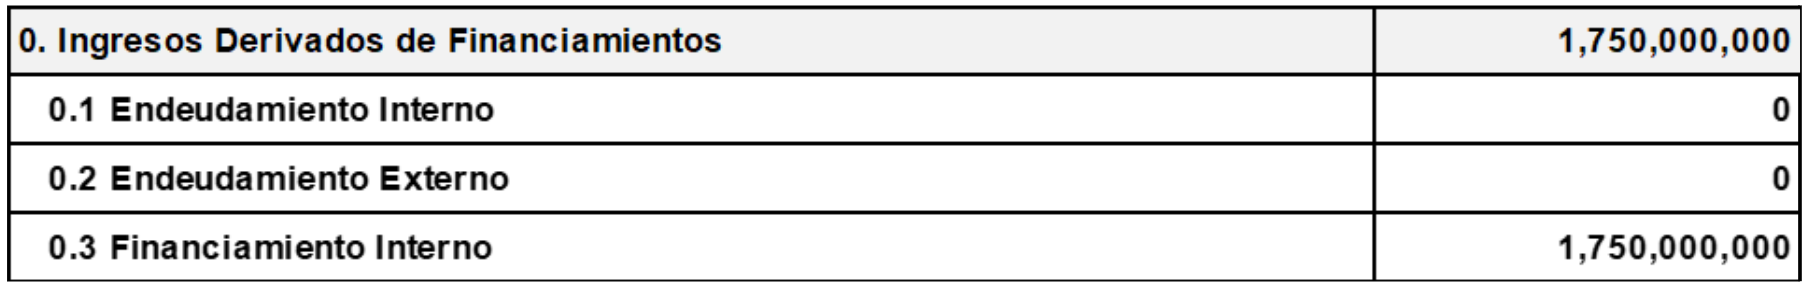 0. Ingresos Derivados de Financiamientos 1,750,000,000
0.1 Endeudamiento Interno 0
0.2 Endeudamiento Externo 0
0.3 Financiamiento Interno 1,750,000,000